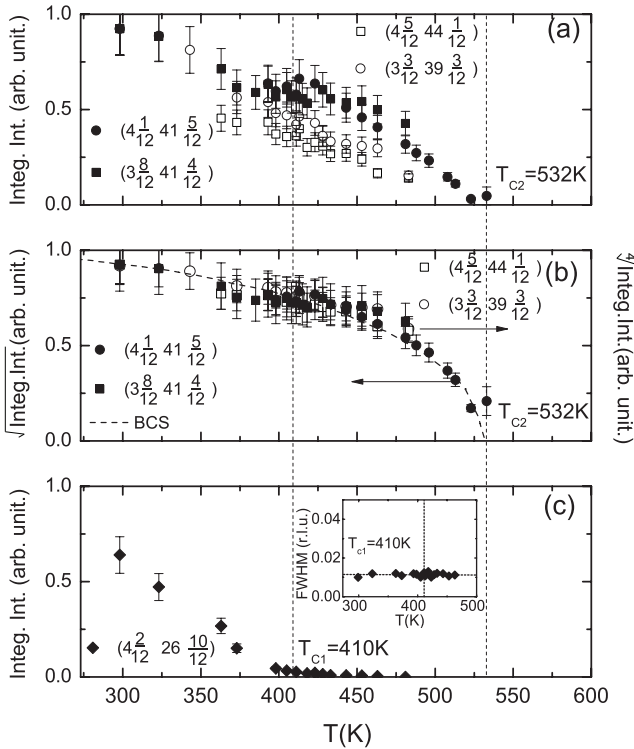 (a)
1.0
0.5
0.0
Integ. Int. (arb. unit.)
(4 5/12 44 1/12)
(3 3/12 39 3/12)
(4 1/12 41 5/12)
(3 8/12 41 4/12)
T_C2=532K
(b)
1.0
0.5
0.0
√Integ.Int.(arb. unit.)
∜Integ.Int(arb. unit.)
(4 5/12 44 1/12)
(3 3/12 39 3/12)
(4 1/12 41 5/12)
(3 8/12 41 4/12)
BCS
T_C2=532K
(c)
1.0
0.5
0.0
Integ. Int. (arb. unit.)
0.04
0.02
0.00
FWHM (r.l.u.)
T_c1=410K
300 400 500
T(K)
(4 2/12 26 10/12)
T_C1=410K
300 350 400 450 500 550 600
T(K)